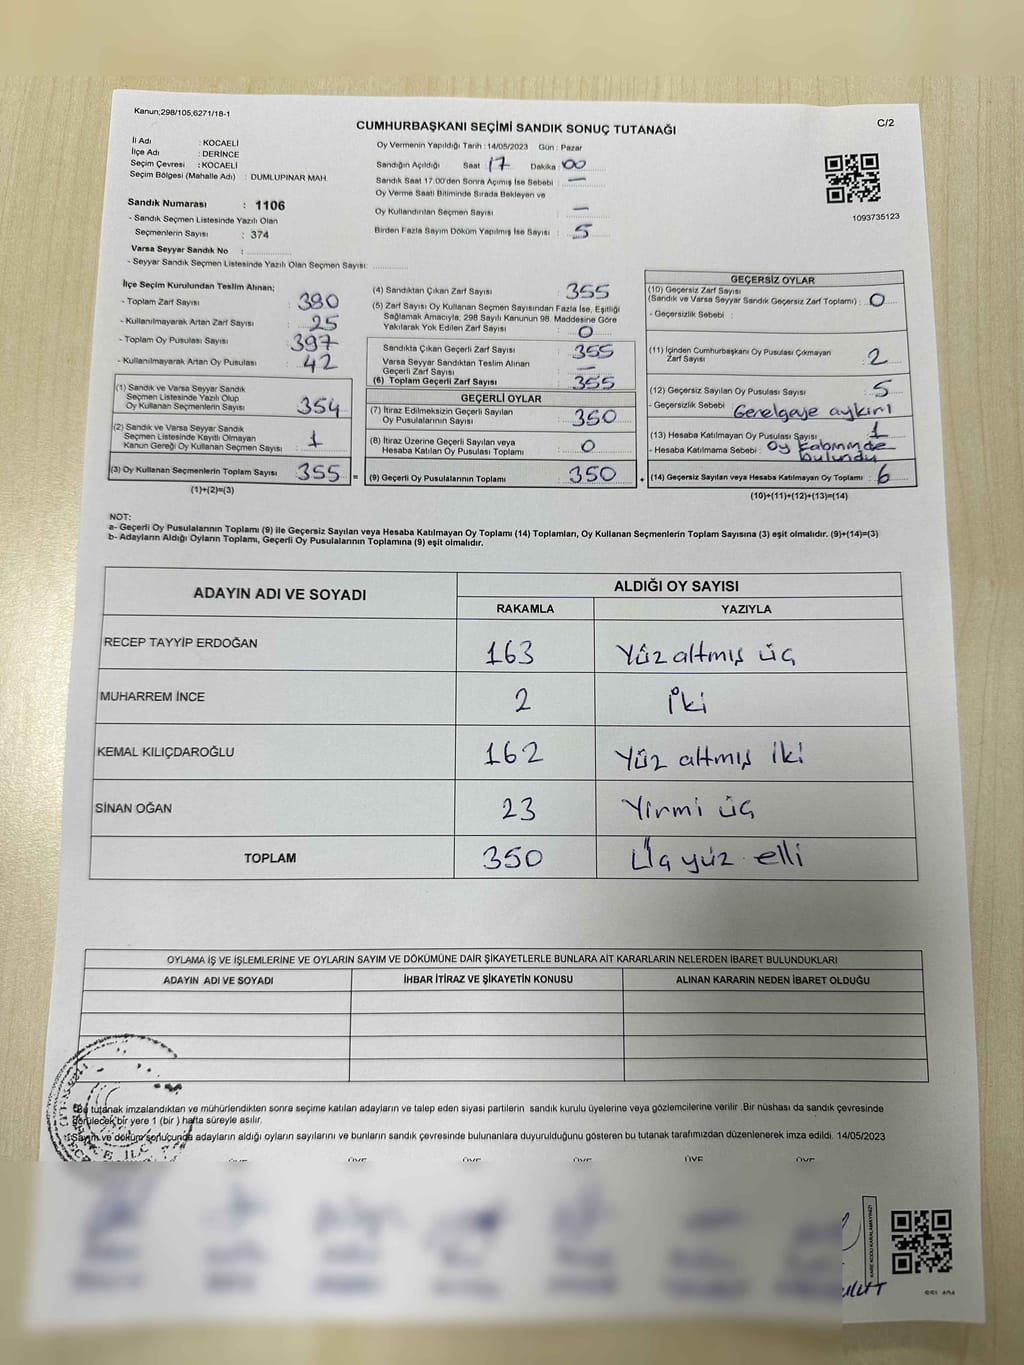 Kanun;298/105;6271/18-1
CUMHURBAŞKANI SEÇİMİ SANDIK SONUÇ TUTANAĞI
C/2
İl Adı : KOCAELİ
İlçe Adı : DERİNCE
Seçim Çevresi : KOCAELİ
Seçim Bölgesi (Mahalle Adı) : DUMLUPINAR MAH.
Sandık Numarası : 1106
- Sandık Seçmen Listesinde Yazılı Olan
Seçmenlerin Sayısı : 374
Varsa Seyyar Sandık No :
- Seyyar Sandık Seçmen Listesinde Yazılı Olan Seçmen Sayısı:
Oy Vermenin Yapıldığı Tarih : 14/05/2023 Gün : Pazar
Sandığın Açıldığı Saat : 17 Dakika : 00
Sandık Saat 17.00'den Sonra Açımış İse Sebebi : —
Oy Verme Saati Bitiminde Sırada Bekleyen ve
Oy Kullandırılan Seçmen Sayısı : —
Birden Fazla Sayım Döküm Yapılmış İse Sayısı : 5
1093735123
İlçe Seçim Kurulundan Teslim Alınan;
- Toplam Zarf Sayısı : 380
- Kullanılmayarak Artan Zarf Sayısı : 25
- Toplam Oy Pusulası Sayısı : 397
- Kullanılmayarak Artan Oy Pusulası : 42
(1) Sandık ve Varsa Seyyar Sandık
Seçmen Listesinde Yazılı Olup
Oy Kullanan Seçmenlerin Sayısı : 354
(2) Sandık ve Varsa Seyyar Sandık
Seçmen Listesinde Kayıtlı Olmayan
Kanun Gereği Oy Kullanan Seçmen Sayısı : 1
(3) Oy Kullanan Seçmenlerin Toplam Sayısı : 355
(1)+(2)=(3)
(4) Sandıktan Çıkan Zarf Sayısı : 355
(5) Zarf Sayısı Oy Kullanan Seçmen Sayısından Fazla İse, Eşitliği
Sağlamak Amacıyla; 298 Sayılı Kanunun 98. Maddesine Göre
Yakılarak Yok Edilen Zarf Sayısı : 0
Sandıkta Çıkan Geçerli Zarf Sayısı : 355
Varsa Seyyar Sandıktan Teslim Alınan
Geçerli Zarf Sayısı : —
(6) Toplam Geçerli Zarf Sayısı : 355
GEÇERLİ OYLAR
(7) İtiraz Edilmeksizin Geçerli Sayılan
Oy Pusulalarının Sayısı : 350
(8) İtiraz Üzerine Geçerli Sayılan veya
Hesaba Katılan Oy Pusulası Toplamı : 0
= (9) Geçerli Oy Pusulalarının Toplamı : 350 +
GEÇERSİZ OYLAR
(10) Geçersiz Zarf Sayısı
(Sandık ve Varsa Seyyar Sandık Geçersiz Zarf Toplamı) : 0
- Geçersizlik Sebebi :
(11) İçinden Cumhurbaşkanı Oy Pusulası Çıkmayan
Zarf Sayısı : 2
(12) Geçersiz Sayılan Oy Pusulası Sayısı : 5
- Geçersizlik Sebebi : Genelgeye aykırı
(13) Hesaba Katılmayan Oy Pusulası Sayısı : 1
- Hesaba Katılmama Sebebi : oy kabininde
bulundu
(14) Geçersiz Sayılan veya Hesaba Katılmayan Oy Toplamı : 6
(10)+(11)+(12)+(13)=(14)
NOT:
a- Geçerli Oy Pusulalarının Toplamı (9) ile Geçersiz Sayılan veya Hesaba Katılmayan Oy Toplamı (14) Toplamları, Oy Kullanan Seçmenlerin Toplam Sayısına (3) eşit olmalıdır. (9)+(14)=(3)
b- Adayların Aldığı Oyların Toplamı, Geçerli Oy Pusulalarının Toplamına (9) eşit olmalıdır.
ADAYIN ADI VE SOYADI
ALDIĞI OY SAYISI
RAKAMLA YAZIYLA
RECEP TAYYİP ERDOĞAN 163 Yüz altmış üç
MUHARREM İNCE 2 İki
KEMAL KILIÇDAROĞLU 162 Yüz altmış iki
SİNAN OĞAN 23 Yirmi üç
TOPLAM 350 Üç yüz elli
OYLAMA İŞ VE İŞLEMLERİNE VE OYLARIN SAYIM VE DÖKÜMÜNE DAİR ŞİKAYETLERLE BUNLARA AİT KARARLARIN NELERDEN İBARET BULUNDUKLARI
ADAYIN ADI VE SOYADI İHBAR İTİRAZ VE ŞİKAYETİN KONUSU ALINAN KARARIN NEDEN İBARET OLDUĞU
Bu tutanak imzalandıktan ve mühürlendikten sonra seçime katılan adayların ve talep eden siyasi partilerin sandık kurulu üyelerine veya gözlemcilerine verilir .Bir nüshası da sandık çevresinde
görülecek bir yere 1 (bir ) hafta süreyle asılır.
Sayım ve döküm sonucunda adayların aldığı oyların sayılarını ve bunların sandık çevresinde bulunanlara duyurulduğunu gösteren bu tutanak tarafımızdan düzenlenerek imza edildi. 14/05/2023
ÜYE ÜYE ÜYE ÜYE ÜYE ÜYE
KARE KODU KARALAMAYINIZ!